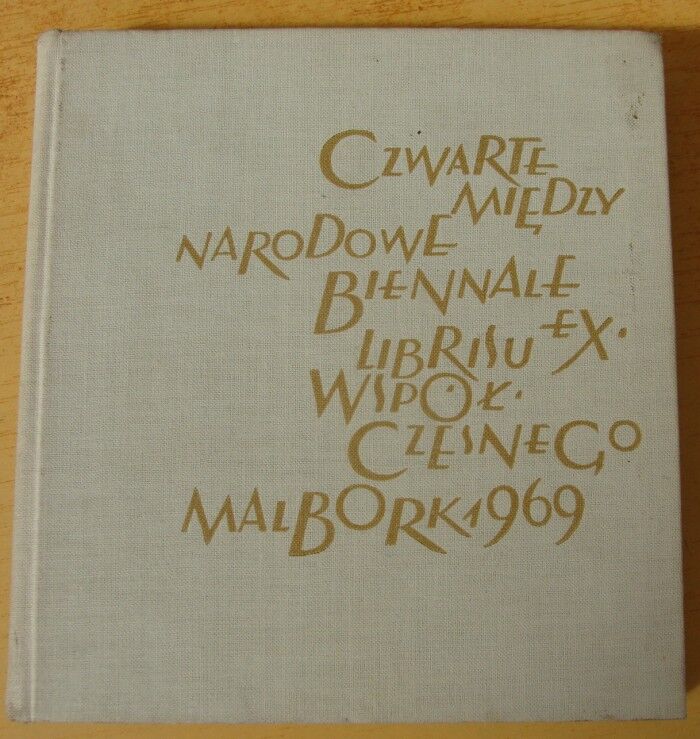 CZWARTE
MIĘDZY
NARODOWE
BIENNALE
EX·
LIBRISU
WSPÓŁ·
CZESNEGO
MALBORK 1969